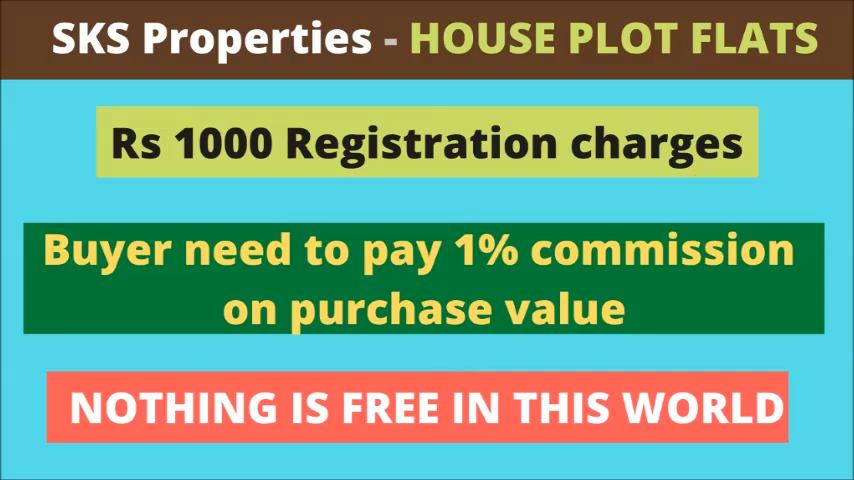 SKS Properties - HOUSE PLOT FLATS
Rs 1000 Registration charges
Buyer need to pay 1% commission
on purchase value
NOTHING IS FREE IN THIS WORLD